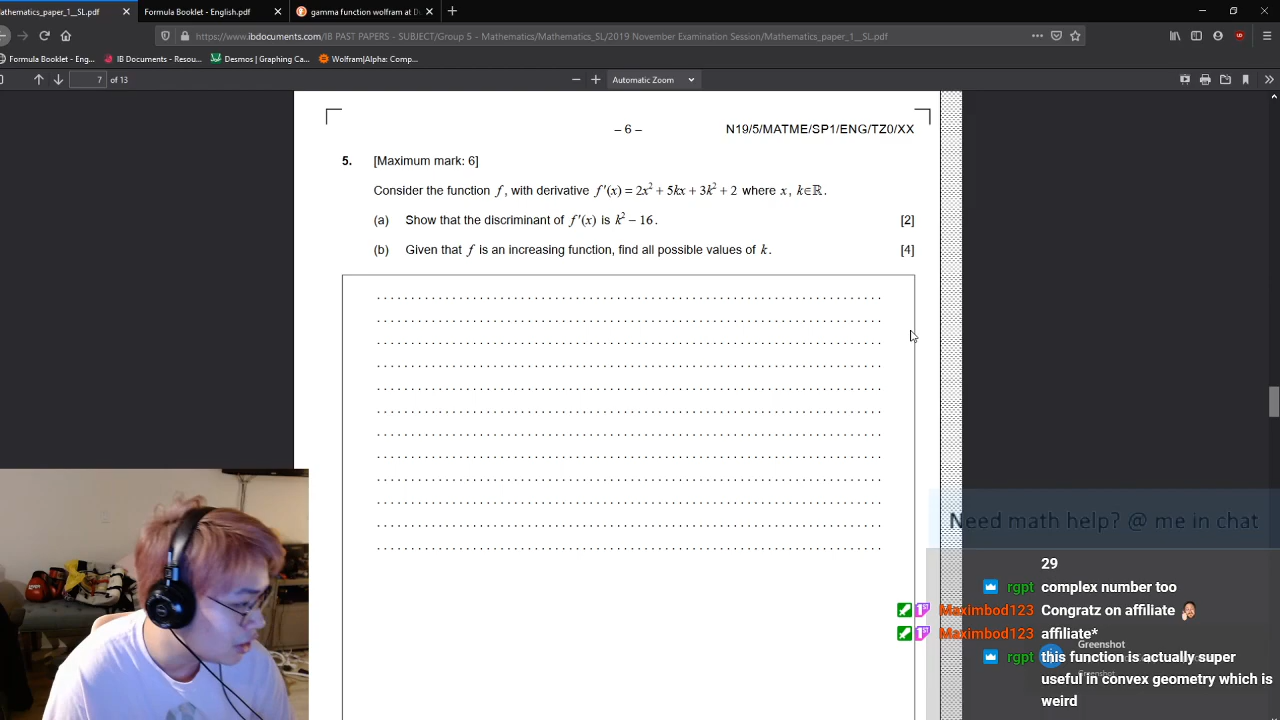 athematics_paper_1_SL.pdf
Formula Booklet - English.pdf
gamma function wolfram at D
https://www.ibdocuments.com/IB PAST PAPERS - SUBJECT/Group 5 - Mathematics/Mathematics_SL/2019 November Examination Session/Mathematics_paper_1__SL.pdf
Formula Booklet - Eng...
IB Documents - Resou...
Desmos | Graphing Ca...
Wolfram|Alpha: Comp...
7 of 13
Automatic Zoom
– 6 –
N19/5/MATME/SP1/ENG/TZ0/XX
5. [Maximum mark: 6]
Consider the function f, with derivative f′(x) = 2x² + 5kx + 3k² + 2 where x, k∈ℝ.
(a) Show that the discriminant of f′(x) is k² − 16. [2]
(b) Given that f is an increasing function, find all possible values of k. [4]
Need math help? @ me in chat
29
rgpt complex number too
Maximbod123 Congratz on affiliate
Maximbod123 affiliate*
Greenshot
rgpt this function is actually super
Greenshot
useful in convex geometry which is
weird